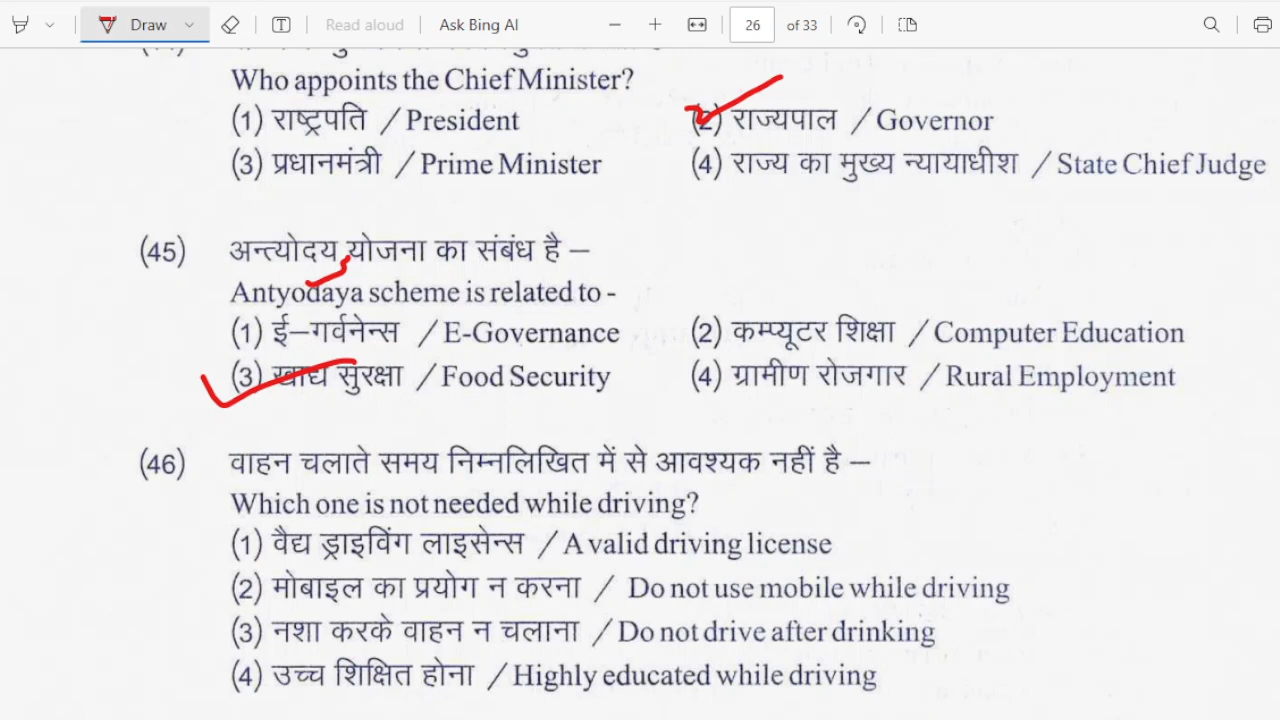 Draw
Read aloud
Ask Bing AI
26
of 33
Who appoints the Chief Minister?
(1) राष्ट्रपति / President
(2) राज्यपाल / Governor
(3) प्रधानमंत्री / Prime Minister
(4) राज्य का मुख्य न्यायाधीश / State Chief Judge
(45) अन्त्योदय योजना का संबंध है –
Antyodaya scheme is related to -
(1) ई–गर्वनेन्स / E-Governance
(2) कम्प्यूटर शिक्षा / Computer Education
(3) खाद्य सुरक्षा / Food Security
(4) ग्रामीण रोजगार / Rural Employment
(46) वाहन चलाते समय निम्नलिखित में से आवश्यक नहीं है –
Which one is not needed while driving?
(1) वैद्य ड्राइविंग लाइसेन्स / A valid driving license
(2) मोबाइल का प्रयोग न करना / Do not use mobile while driving
(3) नशा करके वाहन न चलाना / Do not drive after drinking
(4) उच्च शिक्षित होना / Highly educated while driving